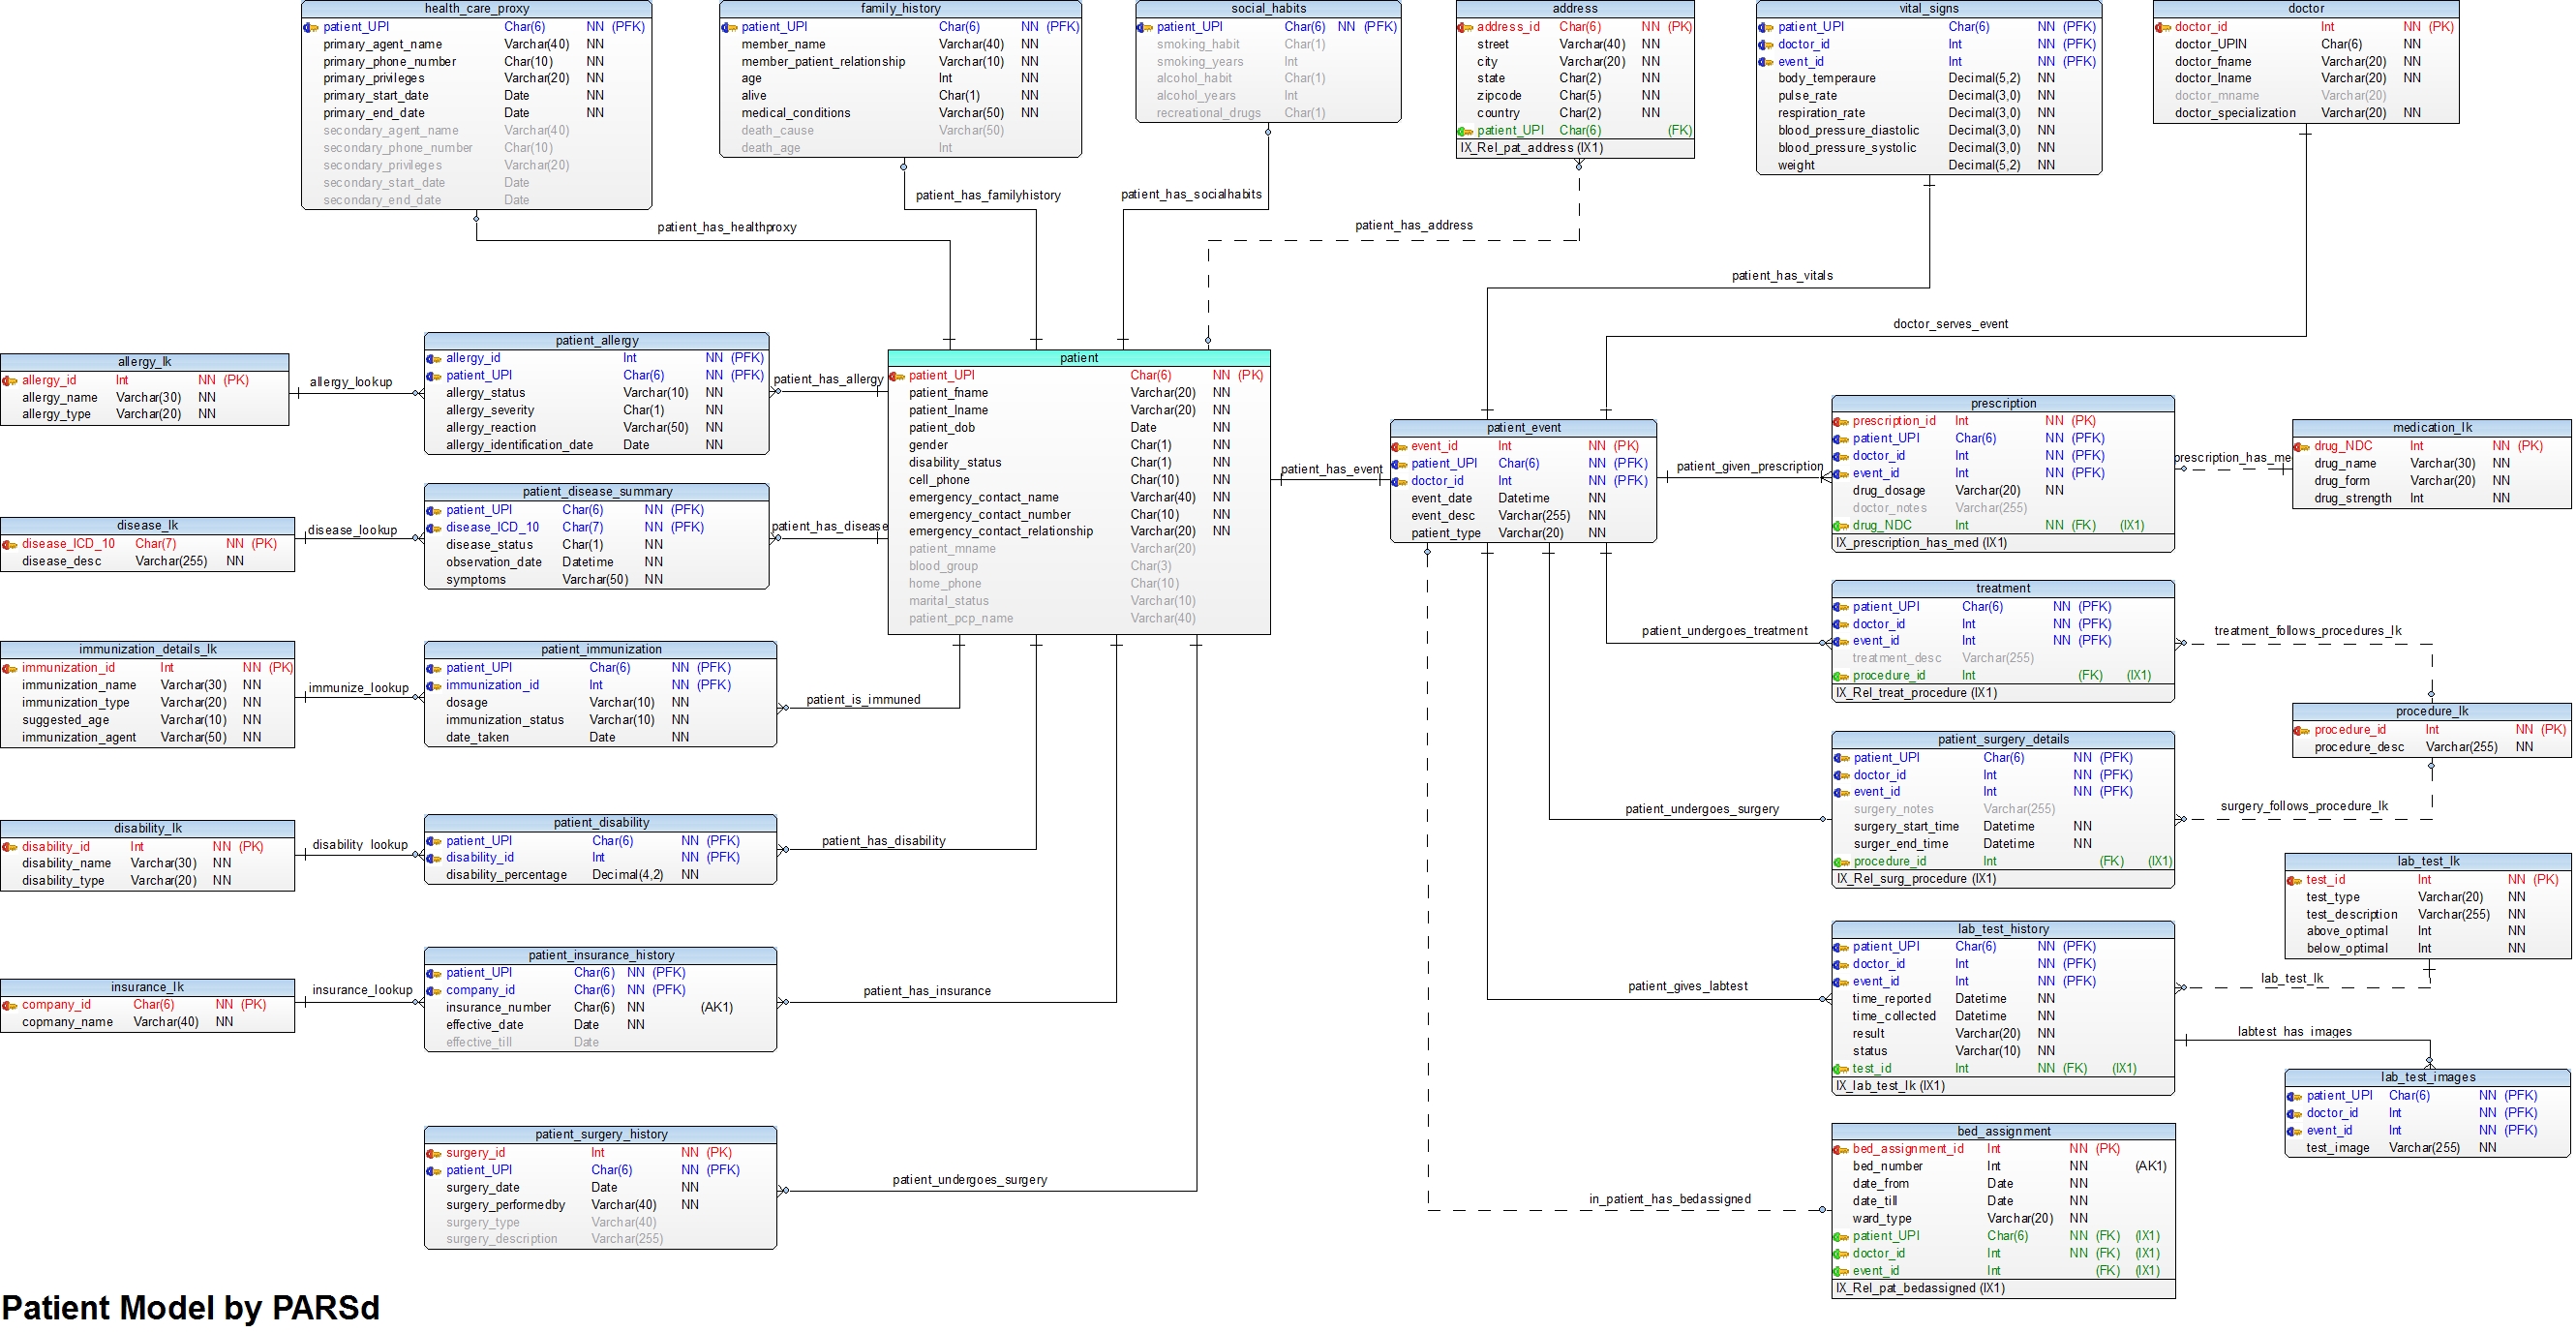 health_care_proxy
patient_UPI Char(6) NN (PFK)
primary_agent_name Varchar(40) NN
primary_phone_number Char(10) NN
primary_privileges Varchar(20) NN
primary_start_date Date NN
primary_end_date Date NN
secondary_agent_name Varchar(40)
secondary_phone_number Char(10)
secondary_privileges Varchar(20)
secondary_start_date Date
secondary_end_date Date
family_history
patient_UPI Char(6) NN (PFK)
member_name Varchar(40) NN
member_patient_relationship Varchar(10) NN
age Int NN
alive Char(1) NN
medical_conditions Varchar(50) NN
death_cause Varchar(50)
death_age Int
social_habits
patient_UPI Char(6) NN (PFK)
smoking_habit Char(1)
smoking_years Int
alcohol_habit Char(1)
alcohol_years Int
recreational_drugs Char(1)
address
address_id Char(6) NN (PK)
street Varchar(40) NN
city Varchar(20) NN
state Char(2) NN
zipcode Char(5) NN
country Char(2) NN
patient_UPI Char(6) (FK)
IX_Rel_pat_address (IX1)
vital_signs
patient_UPI Char(6) NN (PFK)
doctor_id Int NN (PFK)
event_id Int NN (PFK)
body_temperaure Decimal(5,2) NN
pulse_rate Decimal(3,0) NN
respiration_rate Decimal(3,0) NN
blood_pressure_diastolic Decimal(3,0) NN
blood_pressure_systolic Decimal(3,0) NN
weight Decimal(5,2) NN
doctor
doctor_id Int NN (PK)
doctor_UPIN Char(6) NN
doctor_fname Varchar(20) NN
doctor_lname Varchar(20) NN
doctor_mname Varchar(20)
doctor_specialization Varchar(20) NN
patient_has_healthproxy
patient_has_familyhistory
patient_has_socialhabits
patient_has_address
patient_has_vitals
doctor_serves_event
allergy_lk
allergy_id Int NN (PK)
allergy_name Varchar(30) NN
allergy_type Varchar(20) NN
allergy_lookup
patient_allergy
allergy_id Int NN (PFK)
patient_UPI Char(6) NN (PFK)
allergy_status Varchar(10) NN
allergy_severity Char(1) NN
allergy_reaction Varchar(50) NN
allergy_identification_date Date NN
patient_has_allergy
patient
patient_UPI Char(6) NN (PK)
patient_fname Varchar(20) NN
patient_lname Varchar(20) NN
patient_dob Date NN
gender Char(1) NN
disability_status Char(1) NN
cell_phone Char(10) NN
emergency_contact_name Varchar(40) NN
emergency_contact_number Char(10) NN
emergency_contact_relationship Varchar(20) NN
patient_mname Varchar(20)
blood_group Char(3)
home_phone Char(10)
marital_status Varchar(10)
patient_pcp_name Varchar(40)
patient_has_event
patient_event
event_id Int NN (PK)
patient_UPI Char(6) NN (PFK)
doctor_id Int NN (PFK)
event_date Datetime NN
event_desc Varchar(255) NN
patient_type Varchar(20) NN
patient_given_prescription
prescription
prescription_id Int NN (PK)
patient_UPI Char(6) NN (PFK)
doctor_id Int NN (PFK)
event_id Int NN (PFK)
drug_dosage Varchar(20) NN
doctor_notes Varchar(255)
drug_NDC Int NN (FK) (IX1)
IX_prescription_has_med (IX1)
prescription_has_me
medication_lk
drug_NDC Int NN (PK)
drug_name Varchar(30) NN
drug_form Varchar(20) NN
drug_strength Int NN
disease_lk
disease_ICD_10 Char(7) NN (PK)
disease_desc Varchar(255) NN
disease_lookup
patient_disease_summary
patient_UPI Char(6) NN (PFK)
disease_ICD_10 Char(7) NN (PFK)
disease_status Char(1) NN
observation_date Datetime NN
symptoms Varchar(50) NN
patient_has_disease
treatment
patient_UPI Char(6) NN (PFK)
doctor_id Int NN (PFK)
event_id Int NN (PFK)
treatment_desc Varchar(255)
procedure_id Int (FK) (IX1)
IX_Rel_treat_procedure (IX1)
patient_undergoes_treatment
treatment_follows_procedures_lk
immunization_details_lk
immunization_id Int NN (PK)
immunization_name Varchar(30) NN
immunization_type Varchar(20) NN
suggested_age Varchar(10) NN
immunization_agent Varchar(50) NN
immunize_lookup
patient_immunization
patient_UPI Char(6) NN (PFK)
immunization_id Int NN (PFK)
dosage Varchar(10) NN
immunization_status Varchar(10) NN
date_taken Date NN
patient_is_immuned
procedure_lk
procedure_id Int NN (PK)
procedure_desc Varchar(255) NN
patient_surgery_details
patient_UPI Char(6) NN (PFK)
doctor_id Int NN (PFK)
event_id Int NN (PFK)
surgery_notes Varchar(255)
surgery_start_time Datetime NN
surger_end_time Datetime NN
procedure_id Int (FK) (IX1)
IX_Rel_surg_procedure (IX1)
patient_undergoes_surgery
surgery_follows_procedure_lk
disability_lk
disability_id Int NN (PK)
disability_name Varchar(30) NN
disability_type Varchar(20) NN
disability_lookup
patient_disability
patient_UPI Char(6) NN (PFK)
disability_id Int NN (PFK)
disability_percentage Decimal(4,2) NN
patient_has_disability
lab_test_lk
test_id Int NN (PK)
test_type Varchar(20) NN
test_description Varchar(255) NN
above_optimal Int NN
below_optimal Int NN
lab_test_lk
insurance_lk
company_id Char(6) NN (PK)
copmany_name Varchar(40) NN
insurance_lookup
patient_insurance_history
patient_UPI Char(6) NN (PFK)
company_id Char(6) NN (PFK)
insurance_number Char(6) NN (AK1)
effective_date Date NN
effective_till Date
patient_has_insurance
patient_gives_labtest
lab_test_history
patient_UPI Char(6) NN (PFK)
doctor_id Int NN (PFK)
event_id Int NN (PFK)
time_reported Datetime NN
time_collected Datetime NN
result Varchar(20) NN
status Varchar(10) NN
test_id Int NN (FK) (IX1)
IX_lab_test_lk (IX1)
labtest_has_images
lab_test_images
patient_UPI Char(6) NN (PFK)
doctor_id Int NN (PFK)
event_id Int NN (PFK)
test_image Varchar(255) NN
patient_surgery_history
surgery_id Int NN (PK)
patient_UPI Char(6) NN (PFK)
surgery_date Date NN
surgery_performedby Varchar(40) NN
surgery_type Varchar(40)
surgery_description Varchar(255)
patient_undergoes_surgery
in_patient_has_bedassigned
bed_assignment
bed_assignment_id Int NN (PK)
bed_number Int NN (AK1)
date_from Date NN
date_till Date NN
ward_type Varchar(20) NN
patient_UPI Char(6) NN (FK) (IX1)
doctor_id Int NN (FK) (IX1)
event_id Int (FK) (IX1)
IX_Rel_pat_bedassigned (IX1)
Patient Model by PARSd